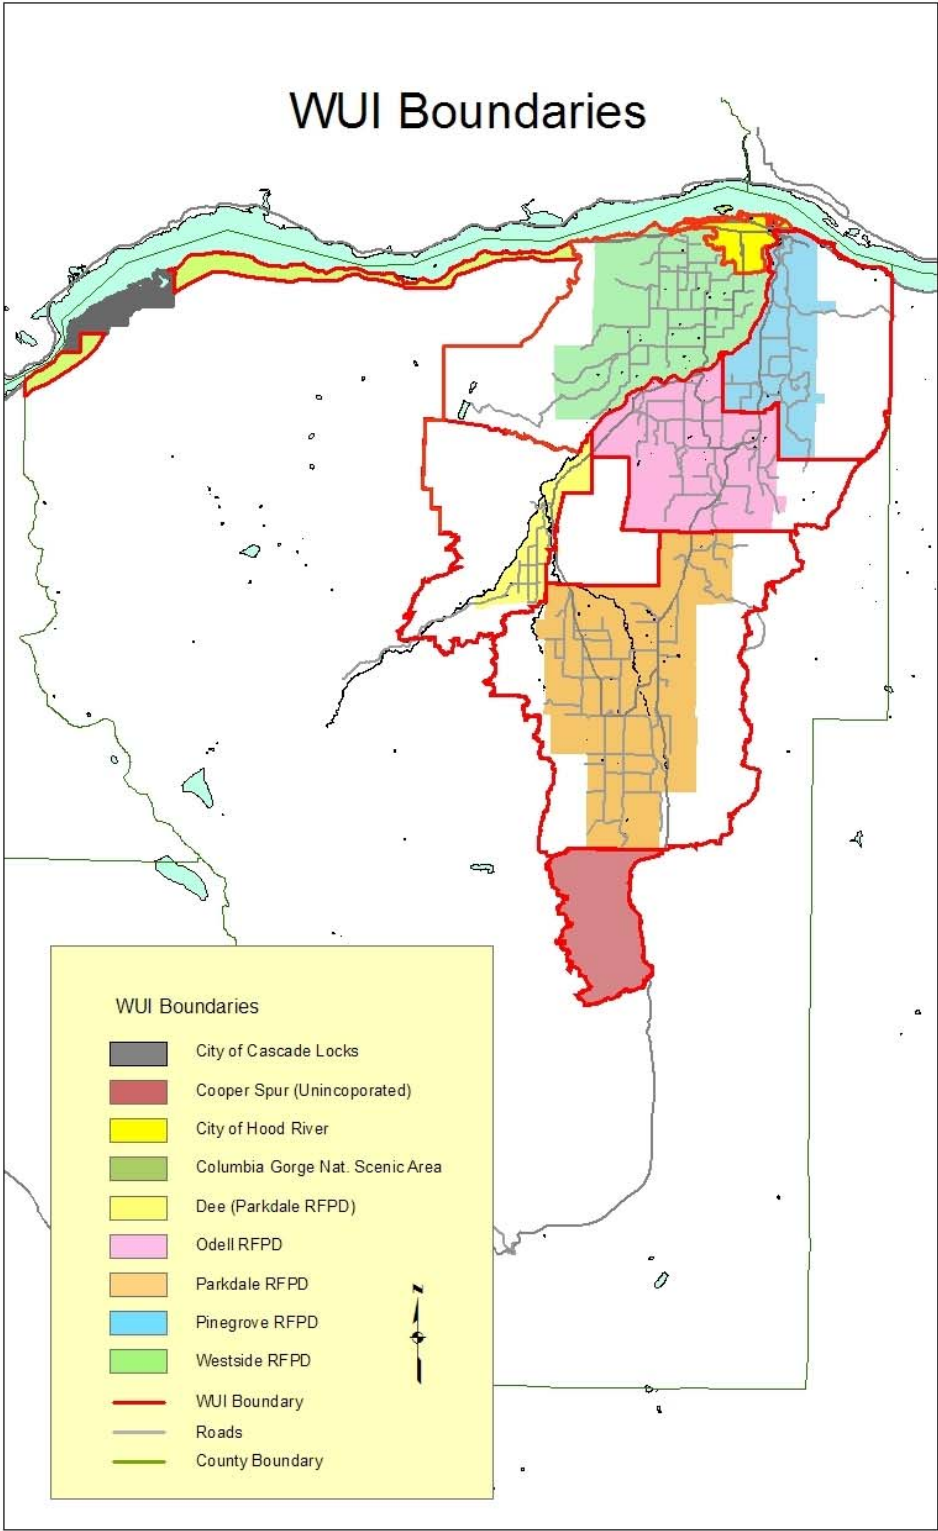 WUI Boundaries
WUI Boundaries
City of Cascade Locks
Cooper Spur (Unincoporated)
City of Hood River
Columbia Gorge Nat. Scenic Area
Dee (Parkdale RFPD)
Odell RFPD
Parkdale RFPD
Pinegrove RFPD
Westside RFPD
WUI Boundary
Roads
County Boundary
N